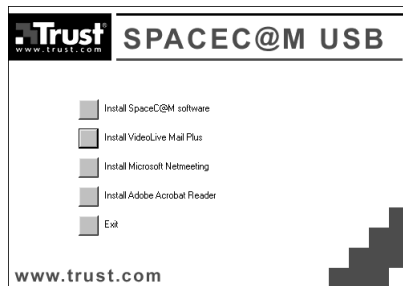 Trust
www.trust.com
SPACEC@M USB
Install SpaceC@M software
Install VideoLive Mail Plus
Install Microsoft Netmeeting
Install Adobe Acrobat Reader
Exit
www.trust.com